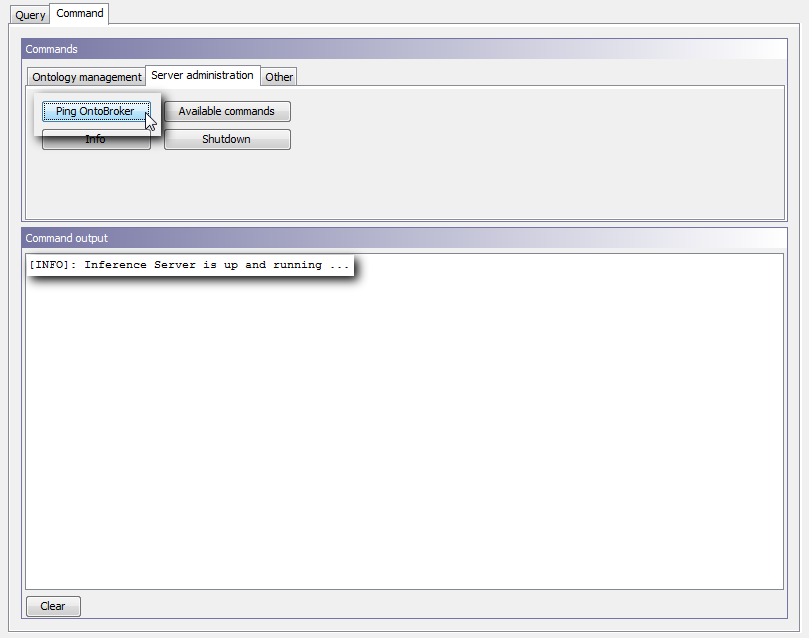 Query Command
Commands
Ontology management Server administration Other
Ping OntoBroker Available commands
Info Shutdown
Command output
[INFO]: Inference Server is up and running ...
Clear